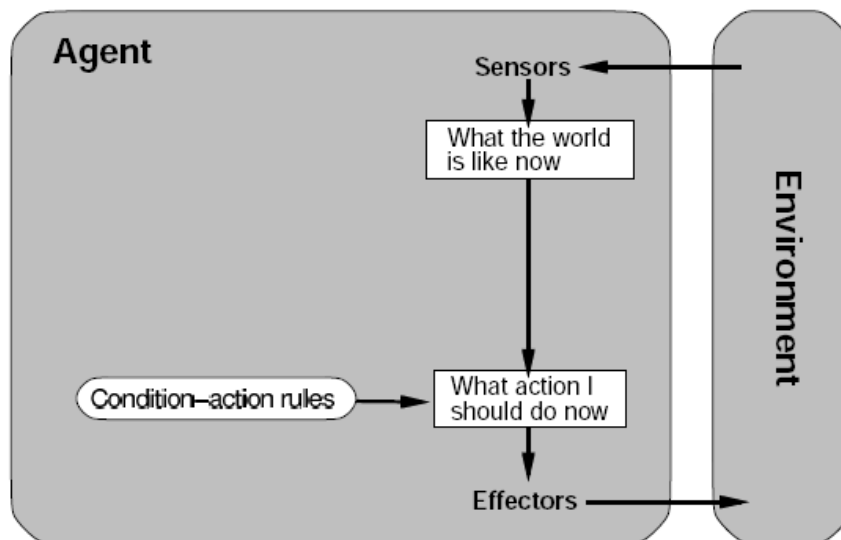 Agent
Sensors
What the world
is like now
Environment
Condition–action rules
What action I
should do now
Effectors